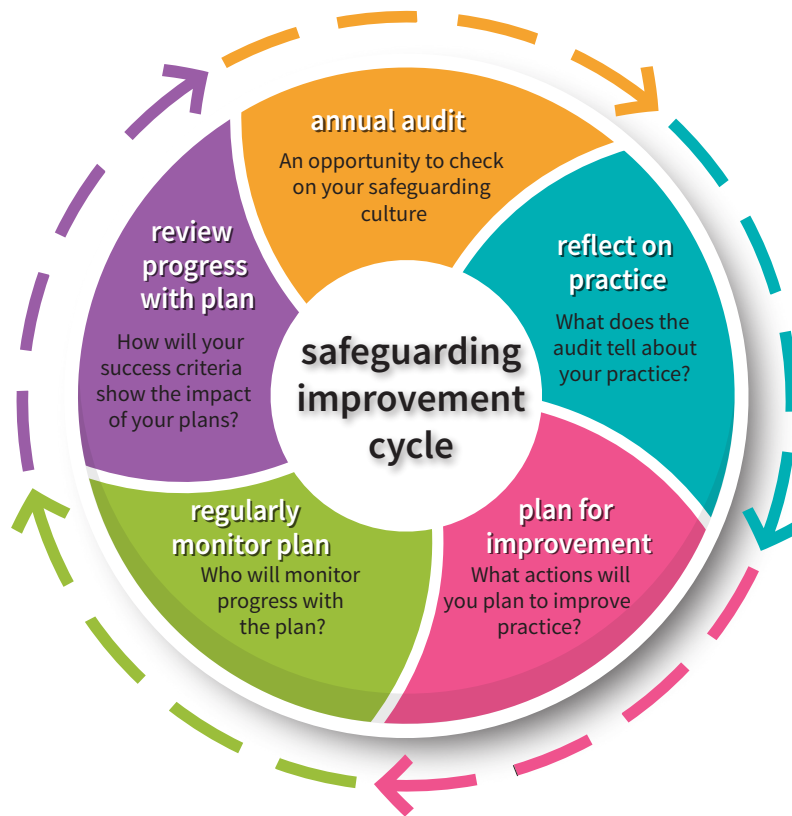 annual audit
An opportunity to check
on your safeguarding
culture
reflect on
practice
What does the
audit tell about
your practice?
plan for
improvement
What actions will
you plan to improve
practice?
regularly
monitor plan
Who will monitor
progress with
the plan?
review
progress
with plan
How will your
success criteria
show the impact
of your plans?
safeguarding
improvement
cycle